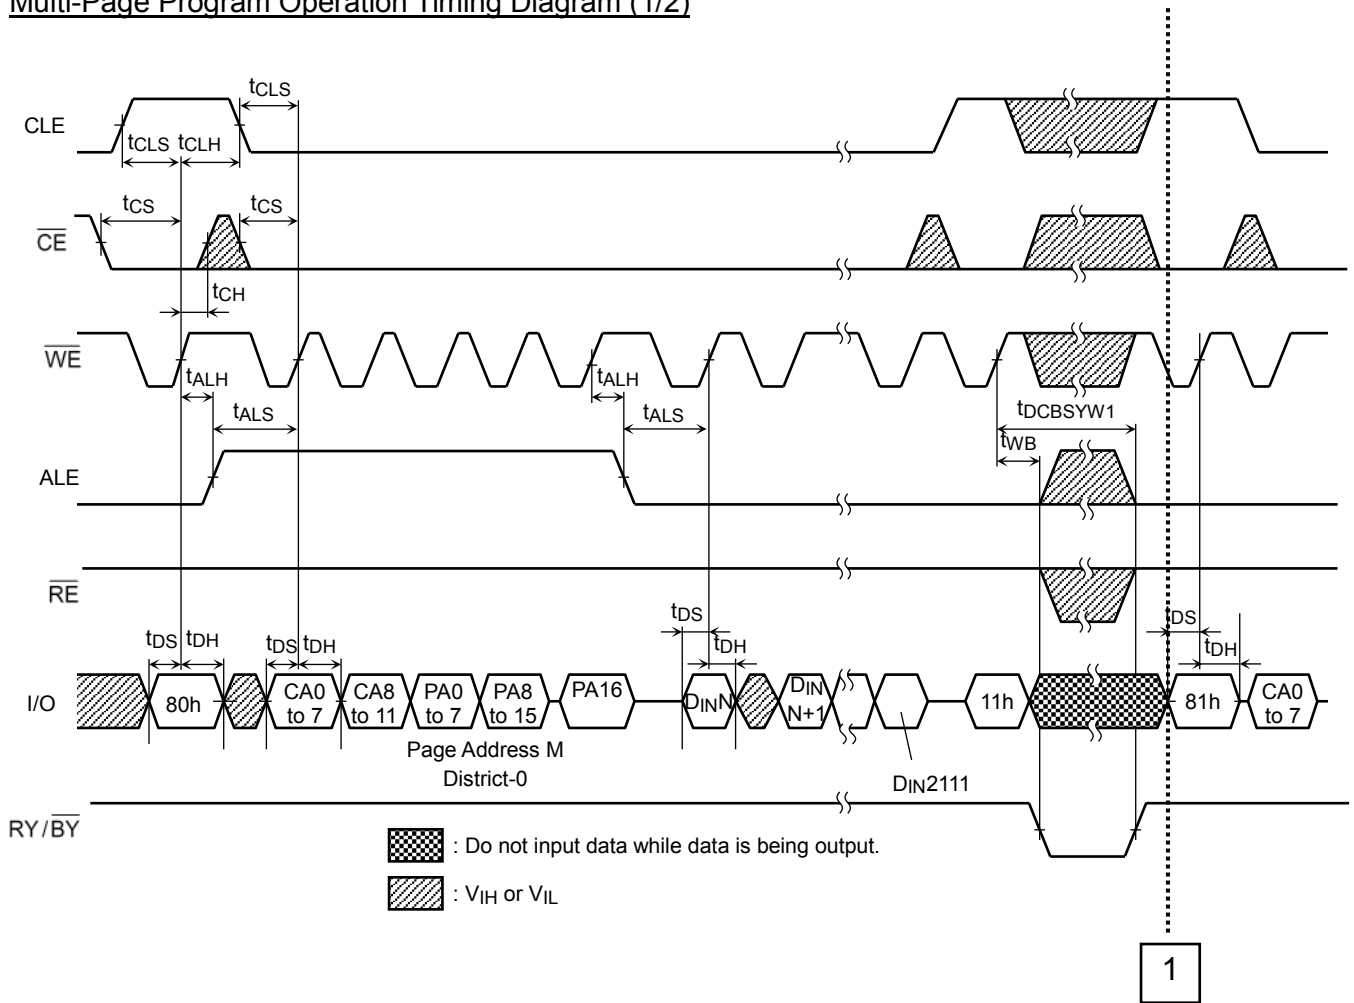 Multi-Page Program Operation Timing Diagram (1/2)
tCLS
CLE
tCLS tCLH
tCS tCS
CE
tCH
WE
tALH tALH
tALS tALS
tDCBSYW1
tWB
ALE
RE
tDS tDH tDS tDH tDS tDH tDS tDH
I/O
80h
CA0 to 7
CA8 to 11
PA0 to 7
PA8 to 15
PA16
DINN
DIN N+1
11h
81h
CA0 to 7
Page Address M
District-0
DIN2111
RY/BY
: Do not input data while data is being output.
: VIH or VIL
1